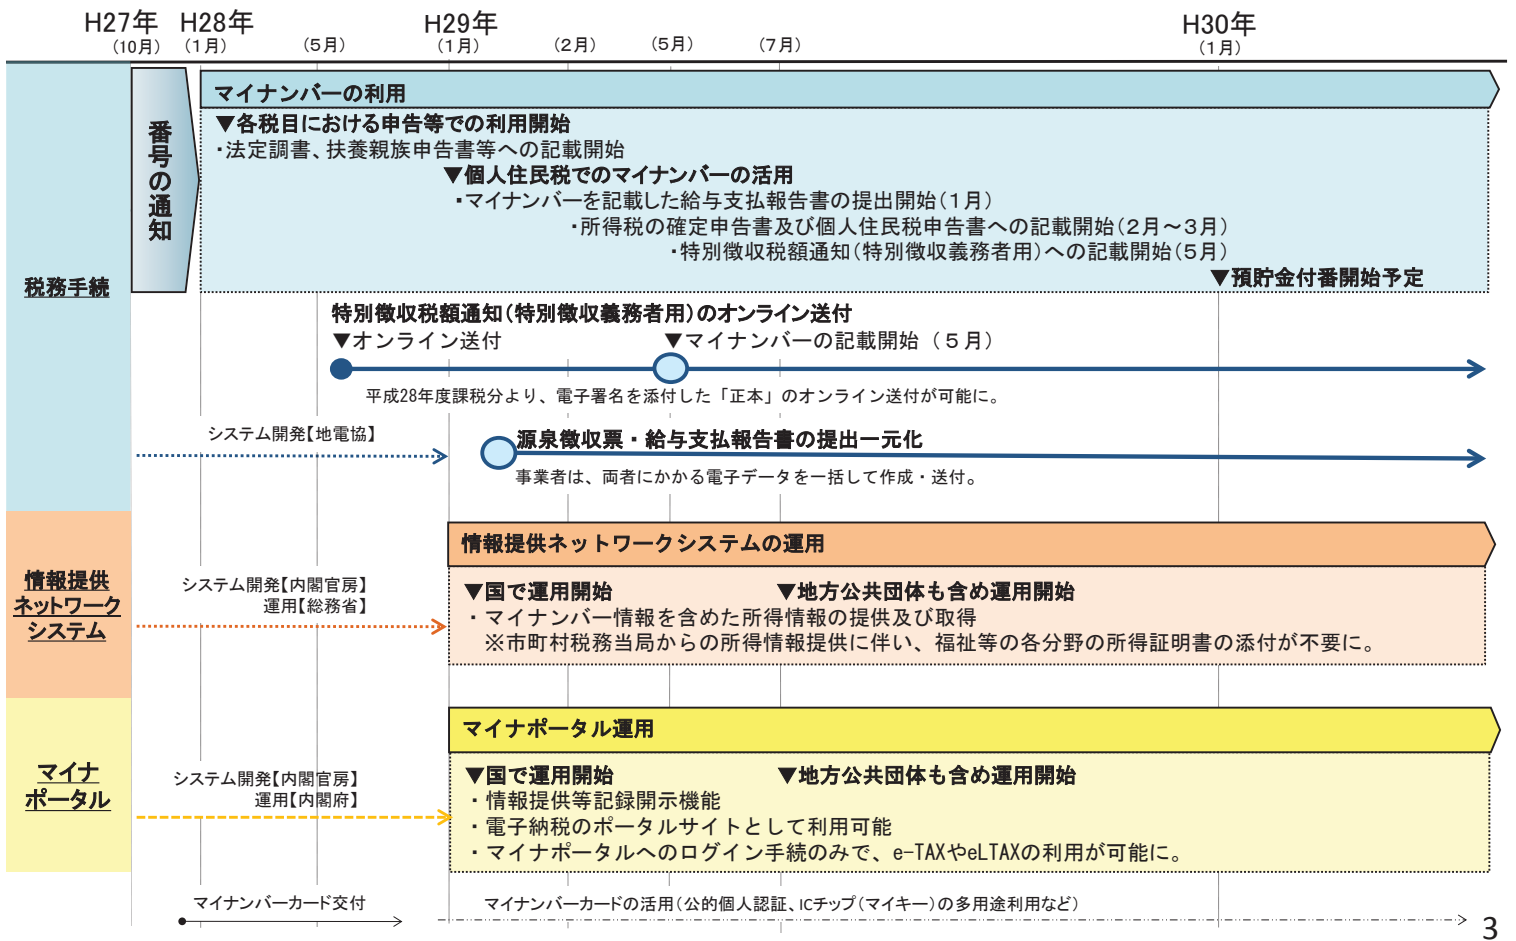 H27年 H28年 H29年 H30年
（10月） （1月） （5月） （1月） （2月） （5月） （7月） （1月）
税務手続
番号の通知
マイナンバーの利用
▼各税目における申告等での利用開始
・法定調書、扶養親族申告書等への記載開始
▼個人住民税でのマイナンバーの活用
・マイナンバーを記載した給与支払報告書の提出開始（１月）
・所得税の確定申告書及び個人住民税申告書への記載開始（２月～３月）
・特別徴収税額通知（特別徴収義務者用）への記載開始（５月）
▼預貯金付番開始予定
特別徴収税額通知（特別徴収義務者用）のオンライン送付
▼オンライン送付 ▼マイナンバーの記載開始（５月）
平成28年度課税分より、電子署名を添付した「正本」のオンライン送付が可能に。
システム開発【地電協】
源泉徴収票・給与支払報告書の提出一元化
事業者は、両者にかかる電子データを一括して作成・送付。
情報提供
ネットワーク
システム
システム開発【内閣官房】
運用【総務省】
情報提供ネットワークシステムの運用
▼国で運用開始 ▼地方公共団体も含め運用開始
・マイナンバー情報を含めた所得情報の提供及び取得
※市町村税務当局からの所得情報提供に伴い、福祉等の各分野の所得証明書の添付が不要に。
マイナ
ポータル
システム開発【内閣官房】
運用【内閣府】
マイナポータル運用
▼国で運用開始 ▼地方公共団体も含め運用開始
・情報提供等記録開示機能
・電子納税のポータルサイトとして利用可能
・マイナポータルへのログイン手続のみで、e-TAXやeLTAXの利用が可能に。
マイナンバーカード交付
マイナンバーカードの活用（公的個人認証、ICチップ（マイキー）の多用途利用など）
3